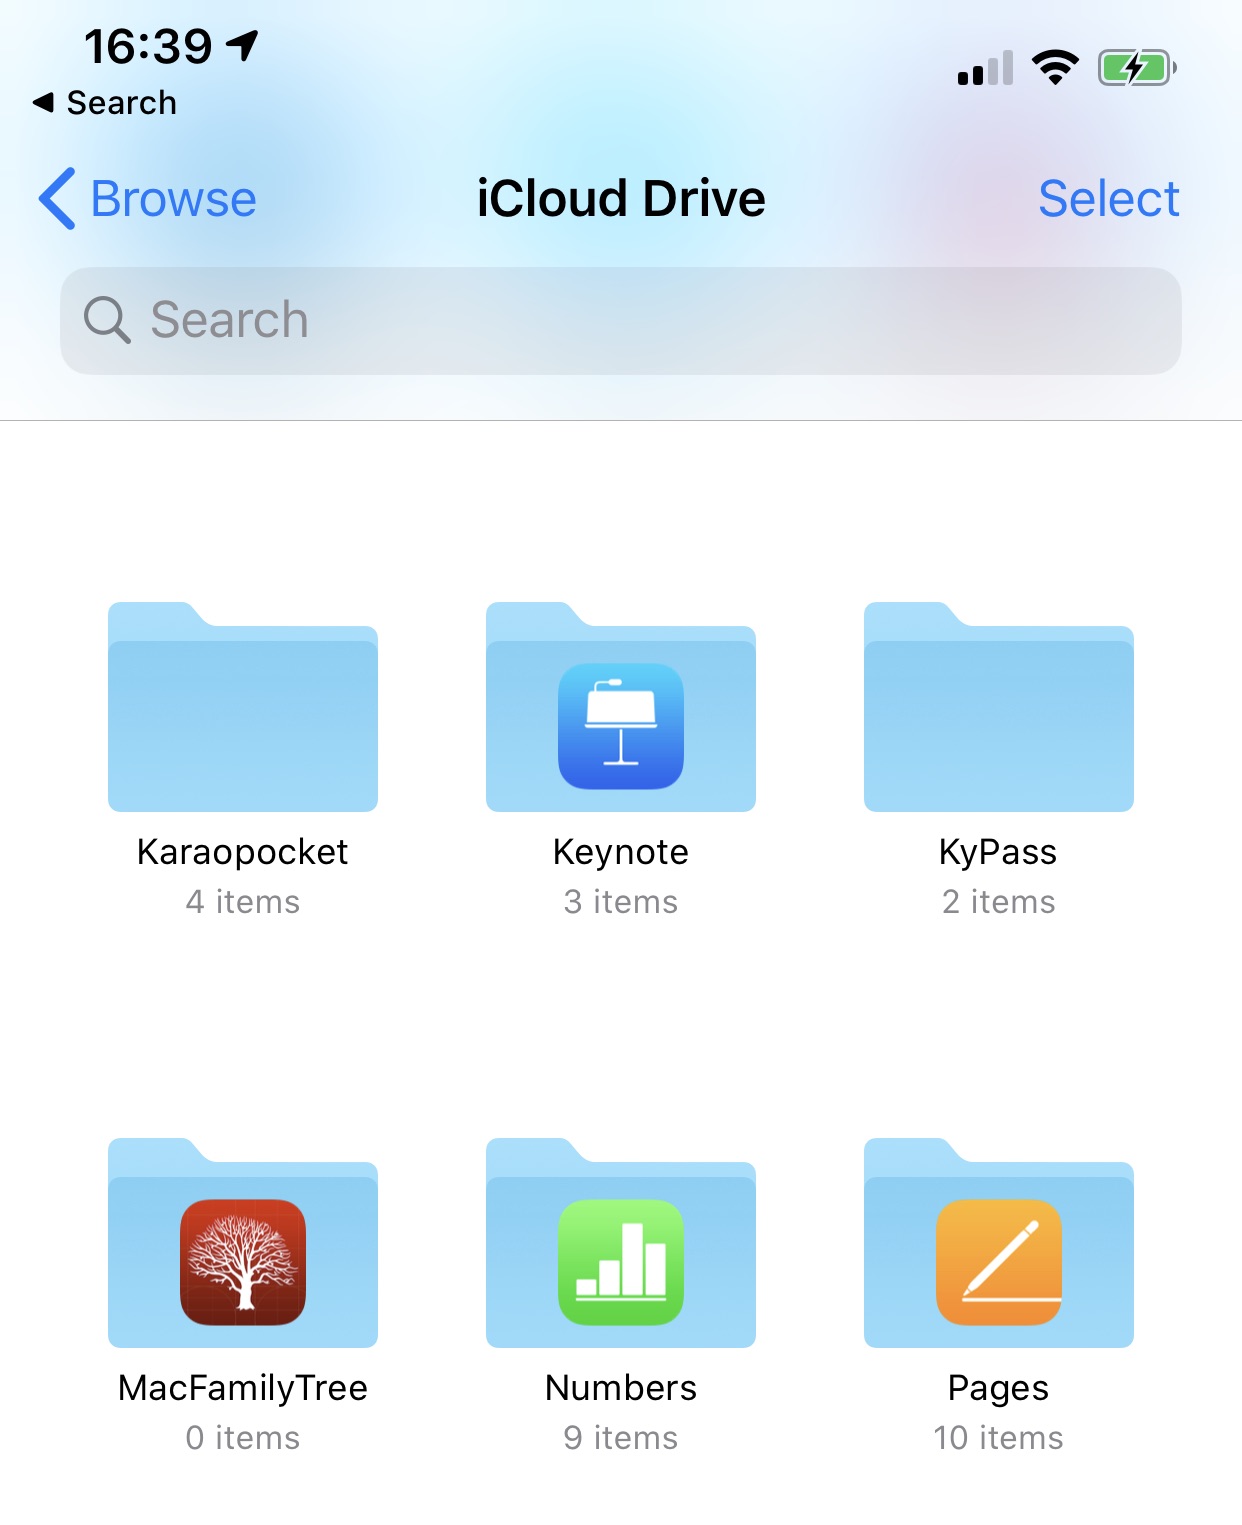 16:39
Search
Browse
iCloud Drive
Select
Search
Karaopocket
Keynote
KyPass
4 items
3 items
2 items
MacFamilyTree
Numbers
Pages
0 items
9 items
10 items